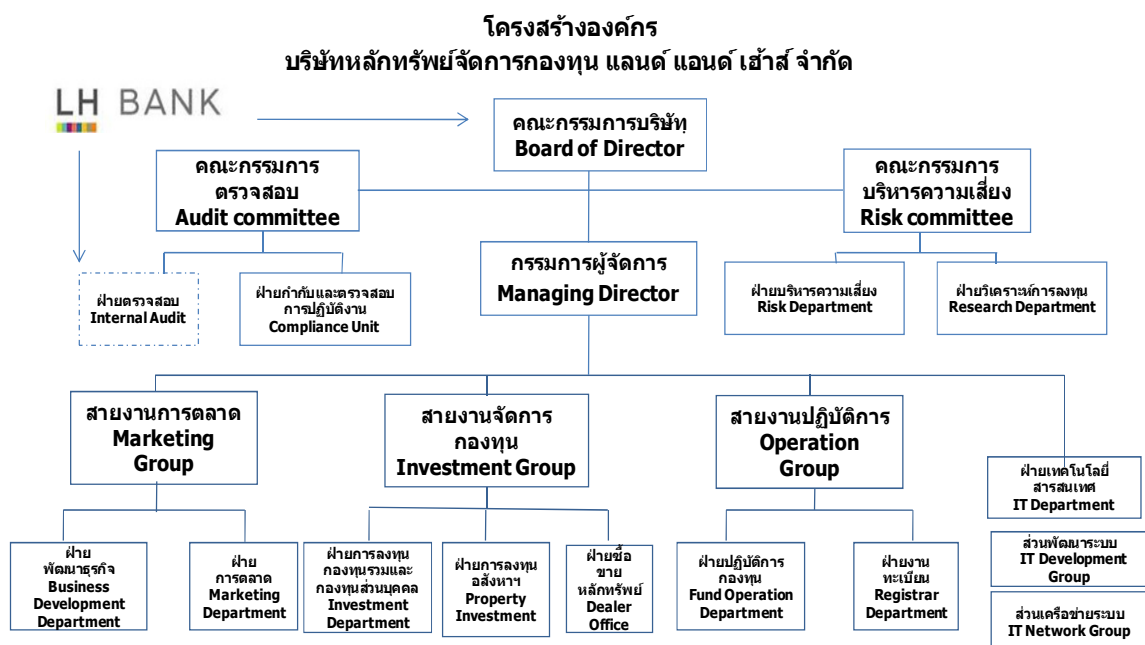 โครงสร้างองค์กร
บริษัทหลักทรัพย์จัดการกองทุน แลนด์ แอนด์ เฮ้าส์ จำกัด
LH BANK
คณะกรรมการบริษัทฺ
Board of Director
คณะกรรมการ
ตรวจสอบ
Audit committee
คณะกรรมการ
บริหารความเสี่ยง
Risk committee
กรรมการผู้จัดการ
Managing Director
ฝ่ายตรวจสอบ
Internal Audit
ฝ่ายกำกับและตรวจสอบ
การปฏิบัติงาน
Compliance Unit
ฝ่ายบริหารความเสี่ยง
Risk Department
ฝ่ายวิเคราะห์การลงทุน
Research Department
สายงานการตลาด
Marketing
Group
สายงานจัดการ
กองทุน
Investment Group
สายงานปฏิบัติการ
Operation
Group
ฝ่ายเทคโนโลยี่
สารสนเทศ
IT Department
ฝ่าย
พัฒนาธุรกิจ
Business
Development
Department
ฝ่าย
การตลาด
Marketing
Department
ฝ่ายการลงทุน
กองทุนรวมและ
กองทุนส่วนบุคคล
Investment
Department
ฝ่ายการลงทุน
อสังหาฯ
Property
Investment
ฝ่ายซื้อ
ขาย
หลักทรัพย์
Dealer
Office
ฝ่ายปฏิบัติการ
กองทุน
Fund Operation
Department
ฝ่ายงาน
ทะเบียน
Registrar
Department
ส่วนพัฒนาระบบ
IT Development
Group
ส่วนเครือข่ายระบบ
IT Network Group